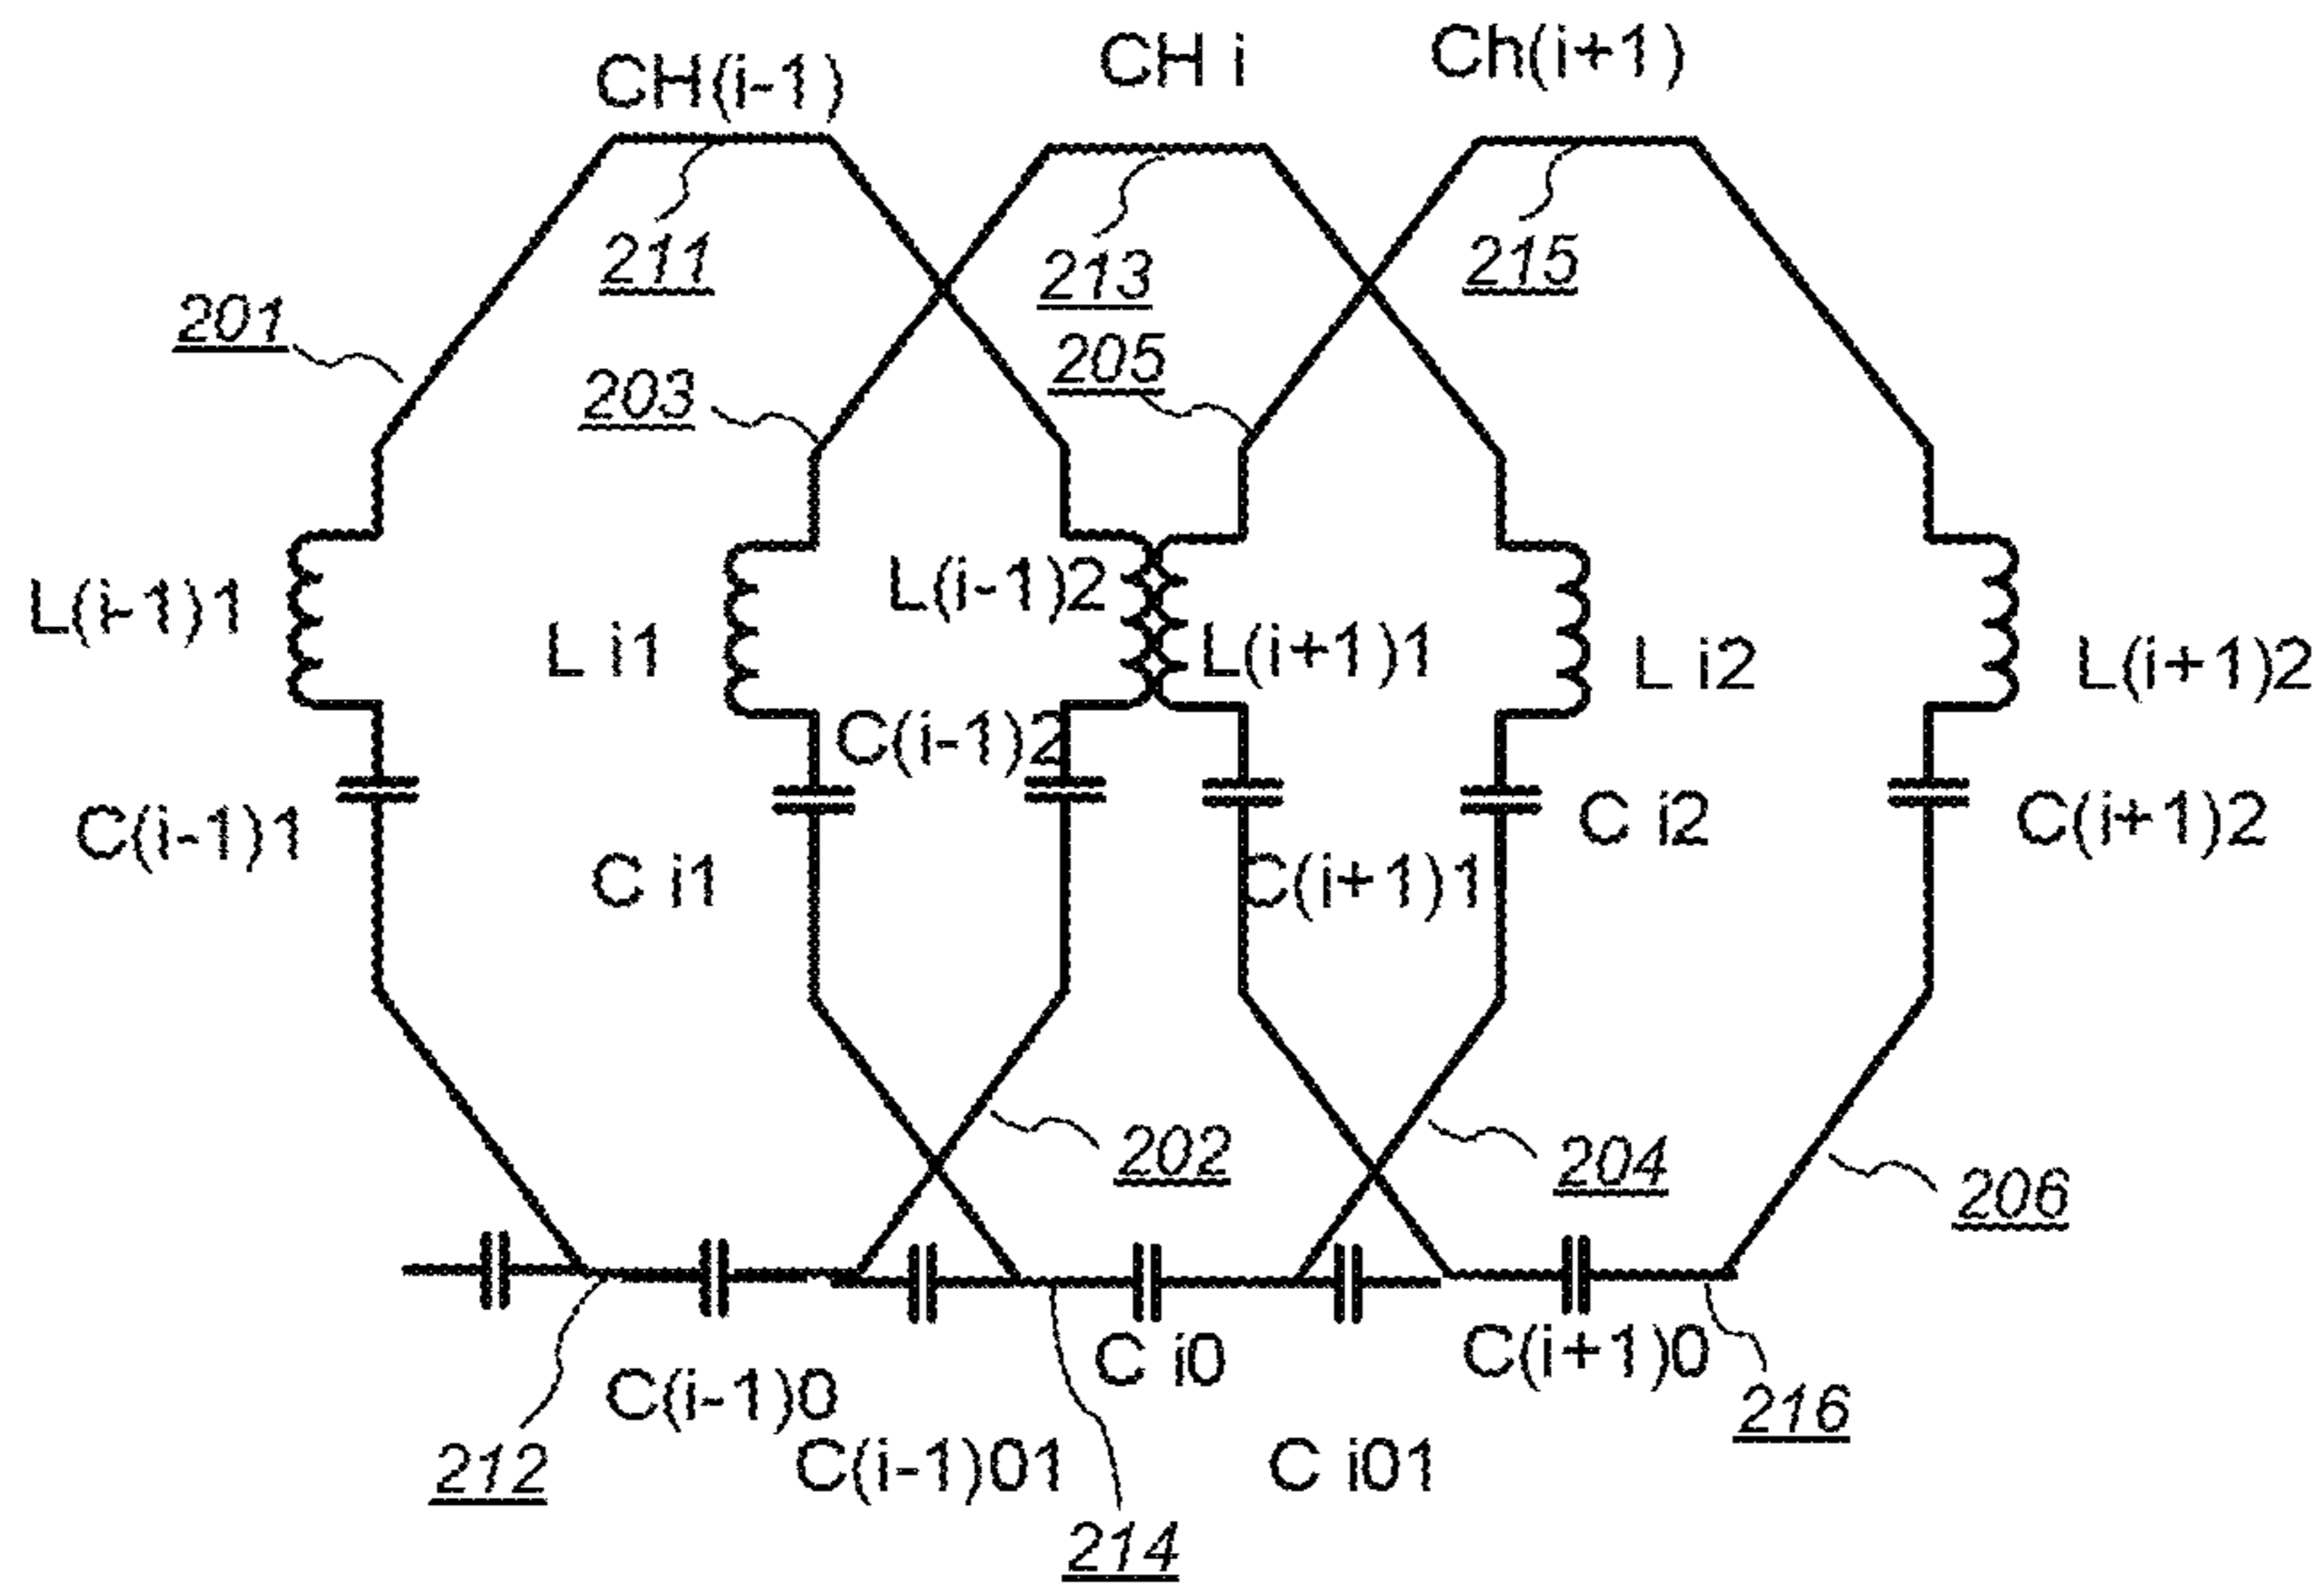 CH(i-1)
CH i
Ch(i+1)
211
213
215
201
203
205
L(i-1)1
L i1
L(i-1)2
L(i+1)1
L i2
L(i+1)2
C(i-1)1
C i1
C(i-1)2
C(i+1)1
C i2
C(i+1)2
202
204
206
C(i-1)0
C i0
C(i+1)0
212
C(i-1)01
C i01
216
214